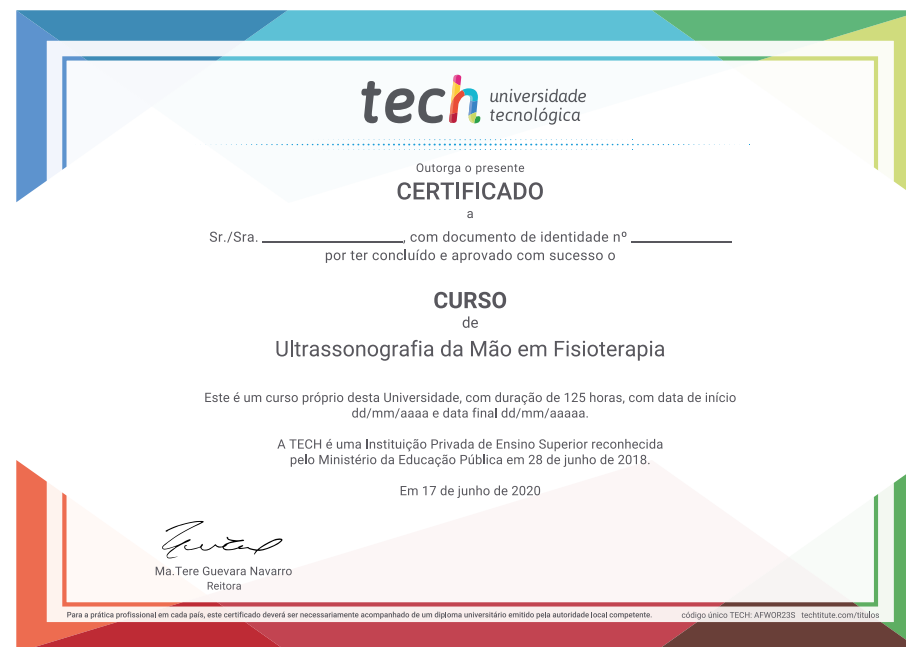 tech universidade
tecnológica
Outorga o presente
CERTIFICADO
a
Sr./Sra. ____________, com documento de identidade nº ____________
por ter concluído e aprovado com sucesso o
CURSO
de
Ultrassonografia da Mão em Fisioterapia
Este é um curso próprio desta Universidade, com duração de 125 horas, com data de início
dd/mm/aaaa e data final dd/mm/aaaaa.
A TECH é uma Instituição Privada de Ensino Superior reconhecida
pelo Ministério da Educação Pública em 28 de junho de 2018.
Em 17 de junho de 2020
Ma.Tere Guevara Navarro
Reitora
Para a prática profissional em cada país, este certificado deverá ser necessariamente acompanhado de um diploma universitário emitido pela autoridade local competente. código único TECH: AFWOR23S techtitute.com/titulos